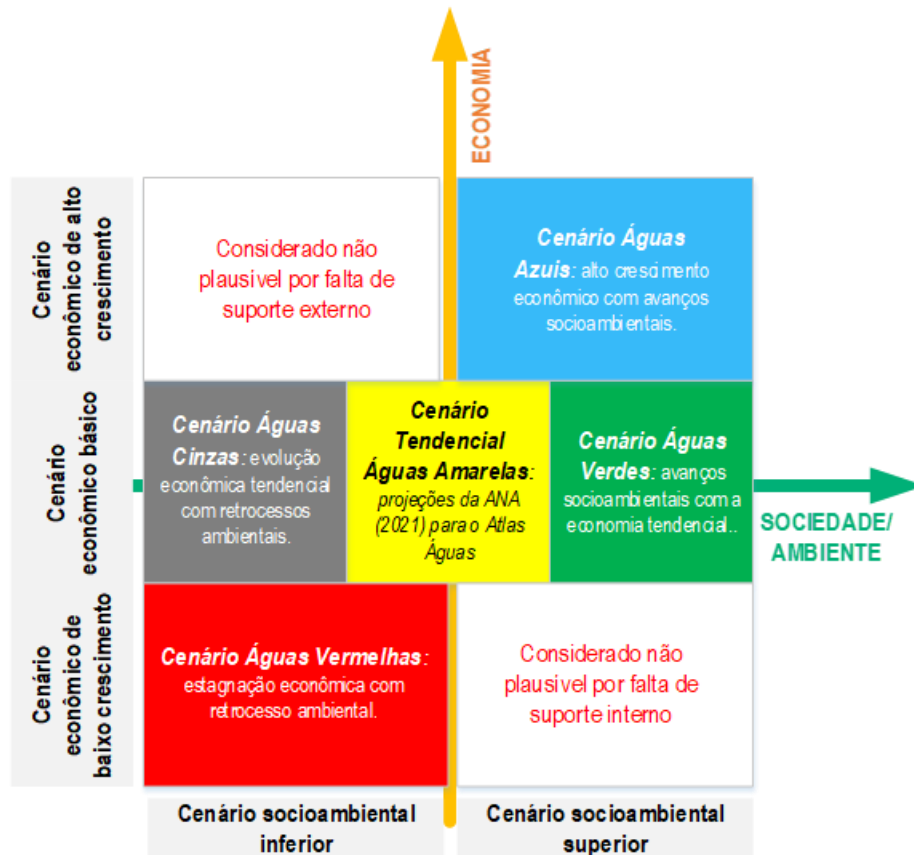 ECONOMIA
Cenário
econômico de alto
crescimento
Considerado não
plausível por falta de
suporte externo
Cenário Águas
Azuis: alto crescimento
econômico com avanços
socioambientais.
Cenário
econômico básico
Cenário Águas
Cinzas: evolução
econômica tendencial
com retrocessos
ambientais.
Cenário
Tendencial
Águas Amarelas:
projeções da ANA
(2021) para o Atlas
Águas
Cenário Águas
Verdes: avanços
socioambientais com a
economia tendencial..
SOCIEDADE/
AMBIENTE
Cenário
econômico de
baixo crescimento
Cenário Águas Vermelhas:
estagnação econômica com
retrocesso ambiental.
Considerado não
plausível por falta de
suporte interno
Cenário socioambiental
inferior
Cenário socioambiental
superior